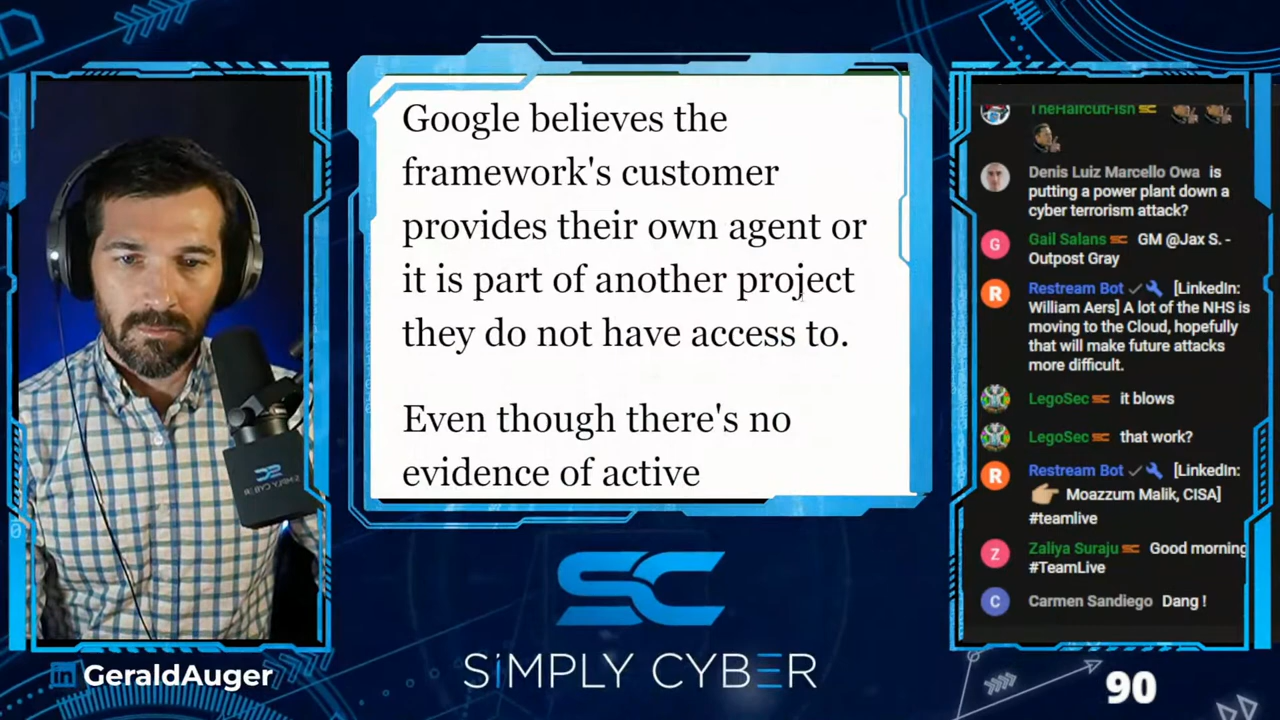 Google believes the
framework's customer
provides their own agent or
it is part of another project
they do not have access to.
Even though there's no
evidence of active
SC
SiMPLY CYBER
GeraldAuger
SIMPLY CYBER
TheHaircutFish
Denis Luiz Marcello Owa is
putting a power plant down a
cyber terrorism attack?
G
Gail Salans GM @Jax S. -
Outpost Gray
R
Restream Bot [LinkedIn:
William Aers] A lot of the NHS is
moving to the Cloud, hopefully
that will make future attacks
more difficult.
LegoSec it blows
LegoSec that work?
R
Restream Bot [LinkedIn:
Moazzum Malik, CISA]
#teamlive
Z
Zaliya Suraju Good morning
#TeamLive
C
Carmen Sandiego Dang !
90